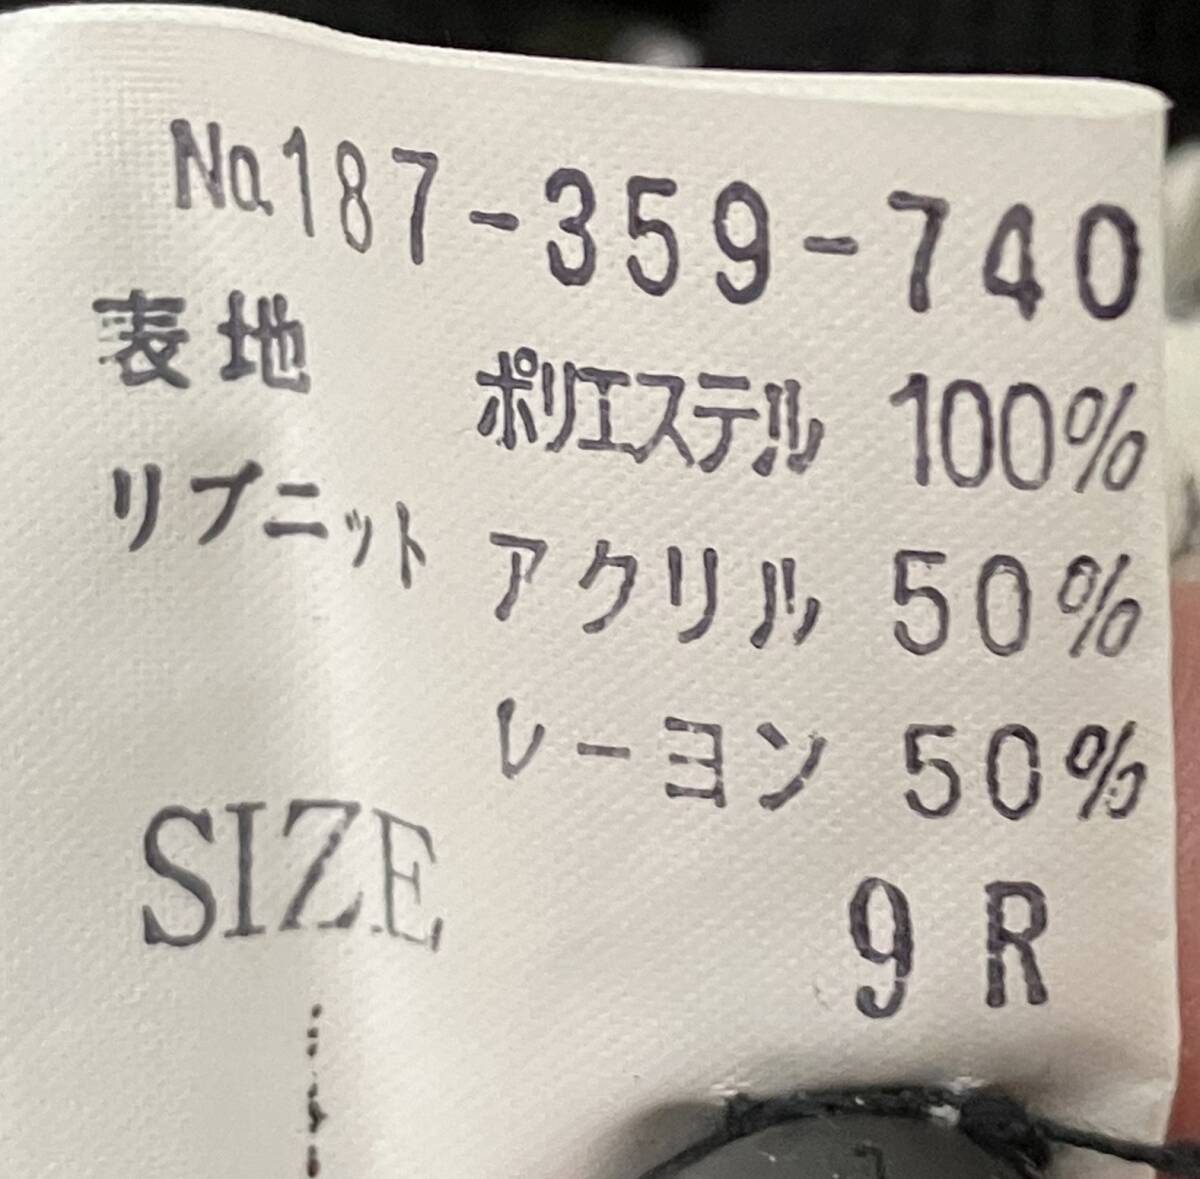 No.187-359-740
表地 ポリエステル 100%
リブニット アクリル 50%
レーヨン 50%
SIZE 9R